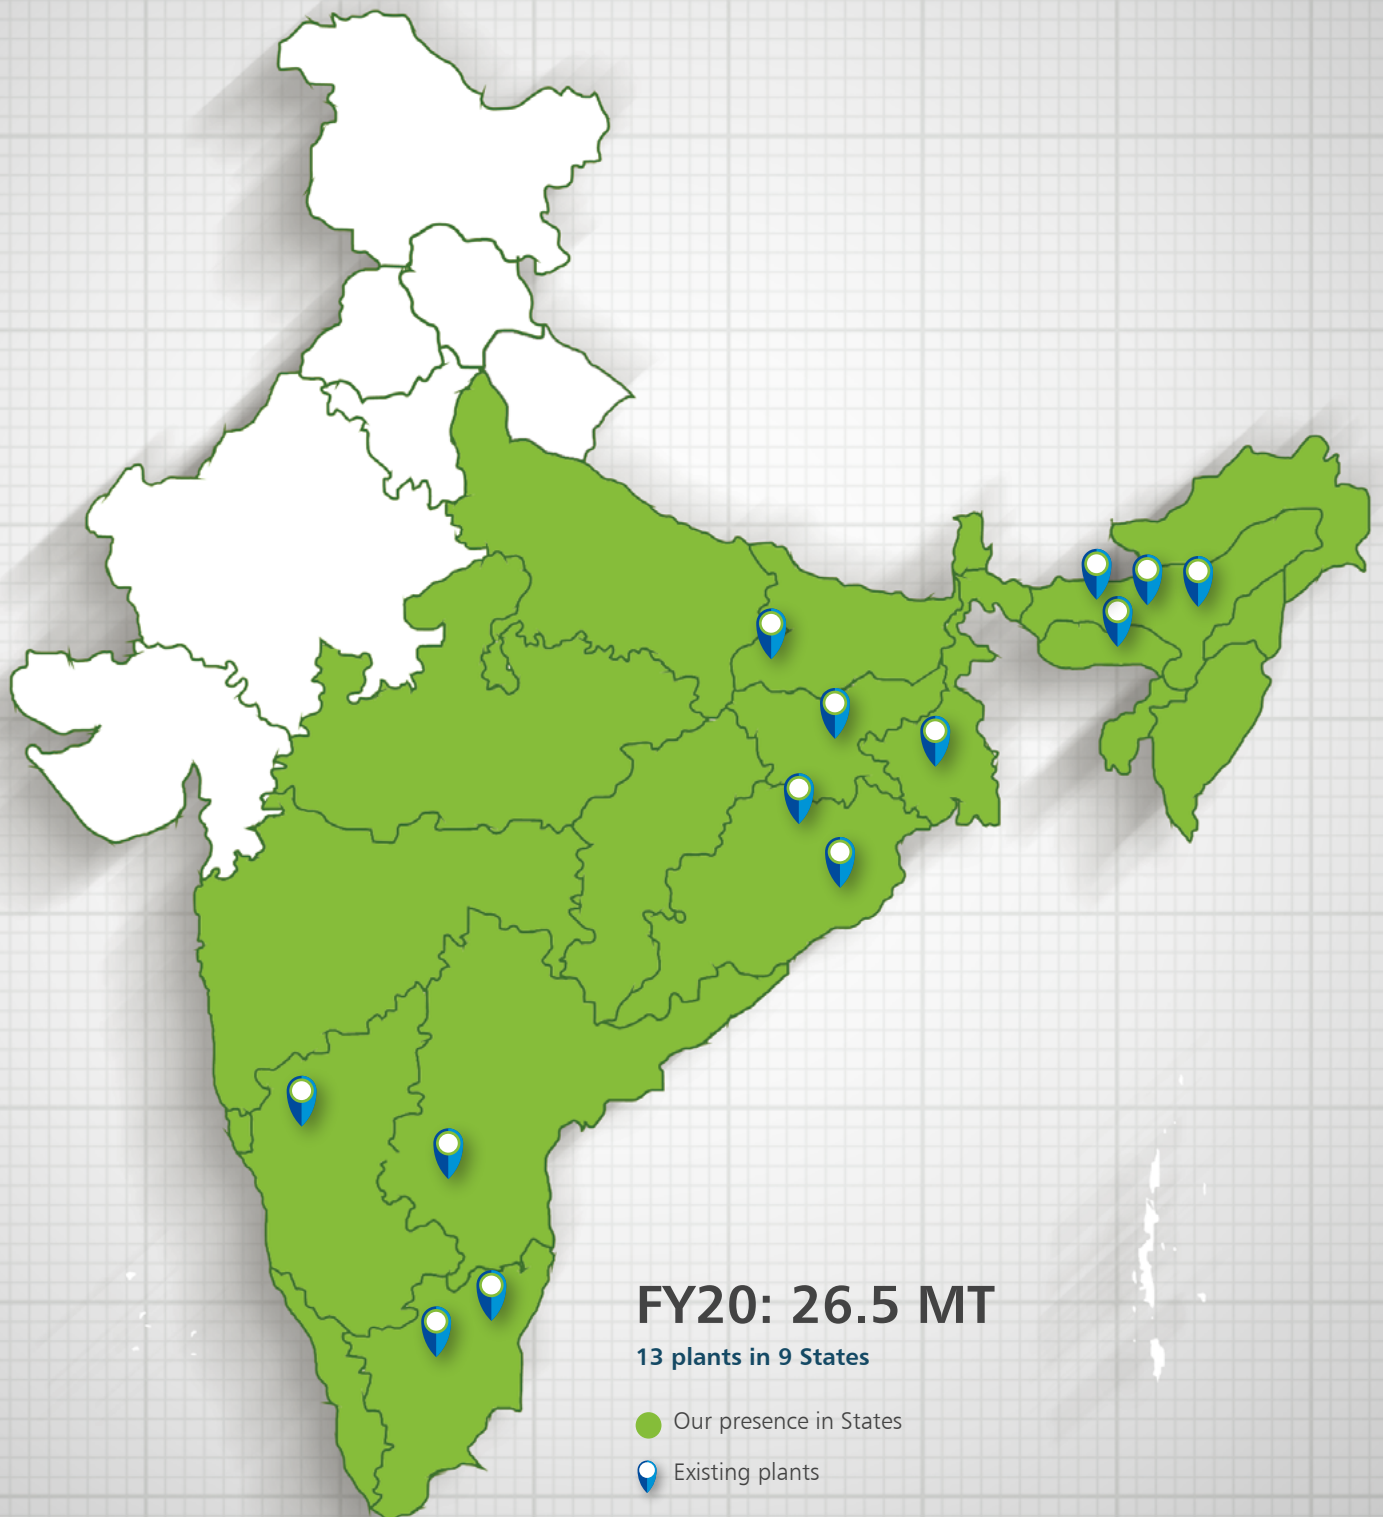 FY20: 26.5 MT
13 plants in 9 States
Our presence in States
Existing plants